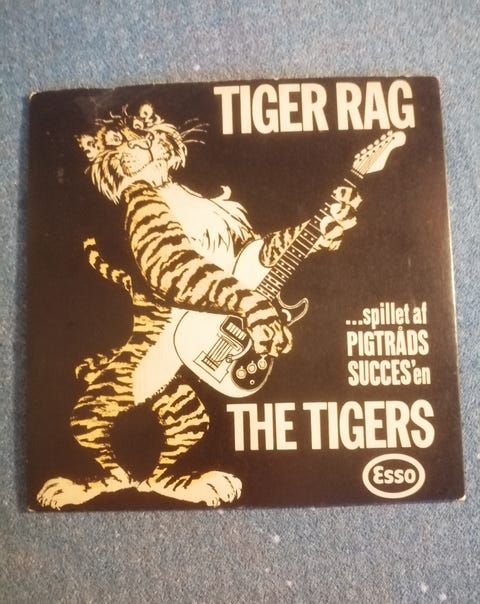 TIGER RAG
...spillet af
PIGTRÅDS
SUCCES'en
THE TIGERS
Esso